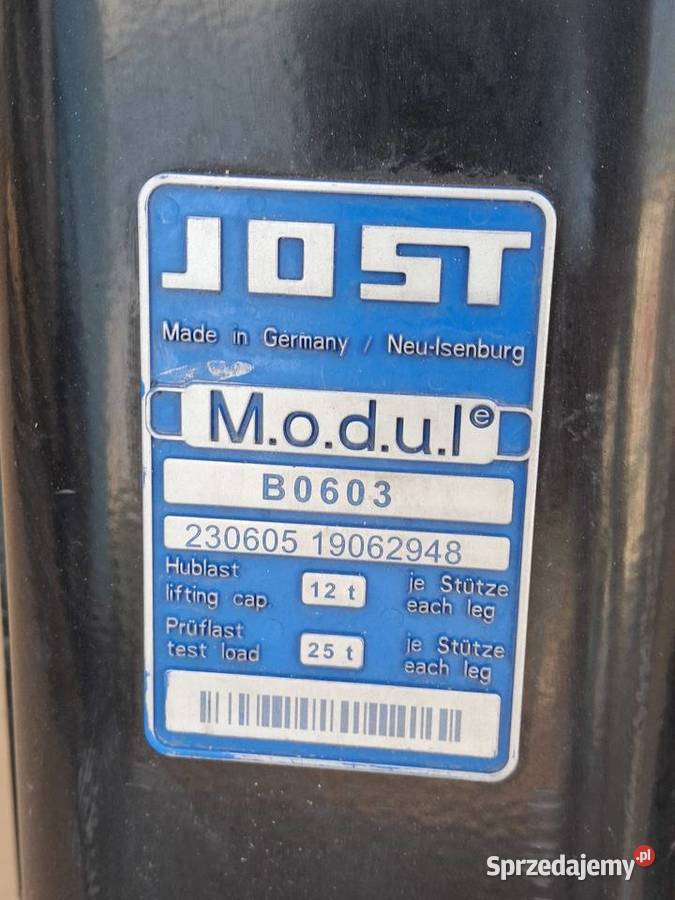 JOST
Made in Germany / Neu-Isenburg
M.o.d.u.l e
B0603
230605 19062948
Hublast
lifting cap.
12 t
je Stütze
each leg
Prüflast
test load
25 t
je Stütze
each leg
Sprzedajemy.pl